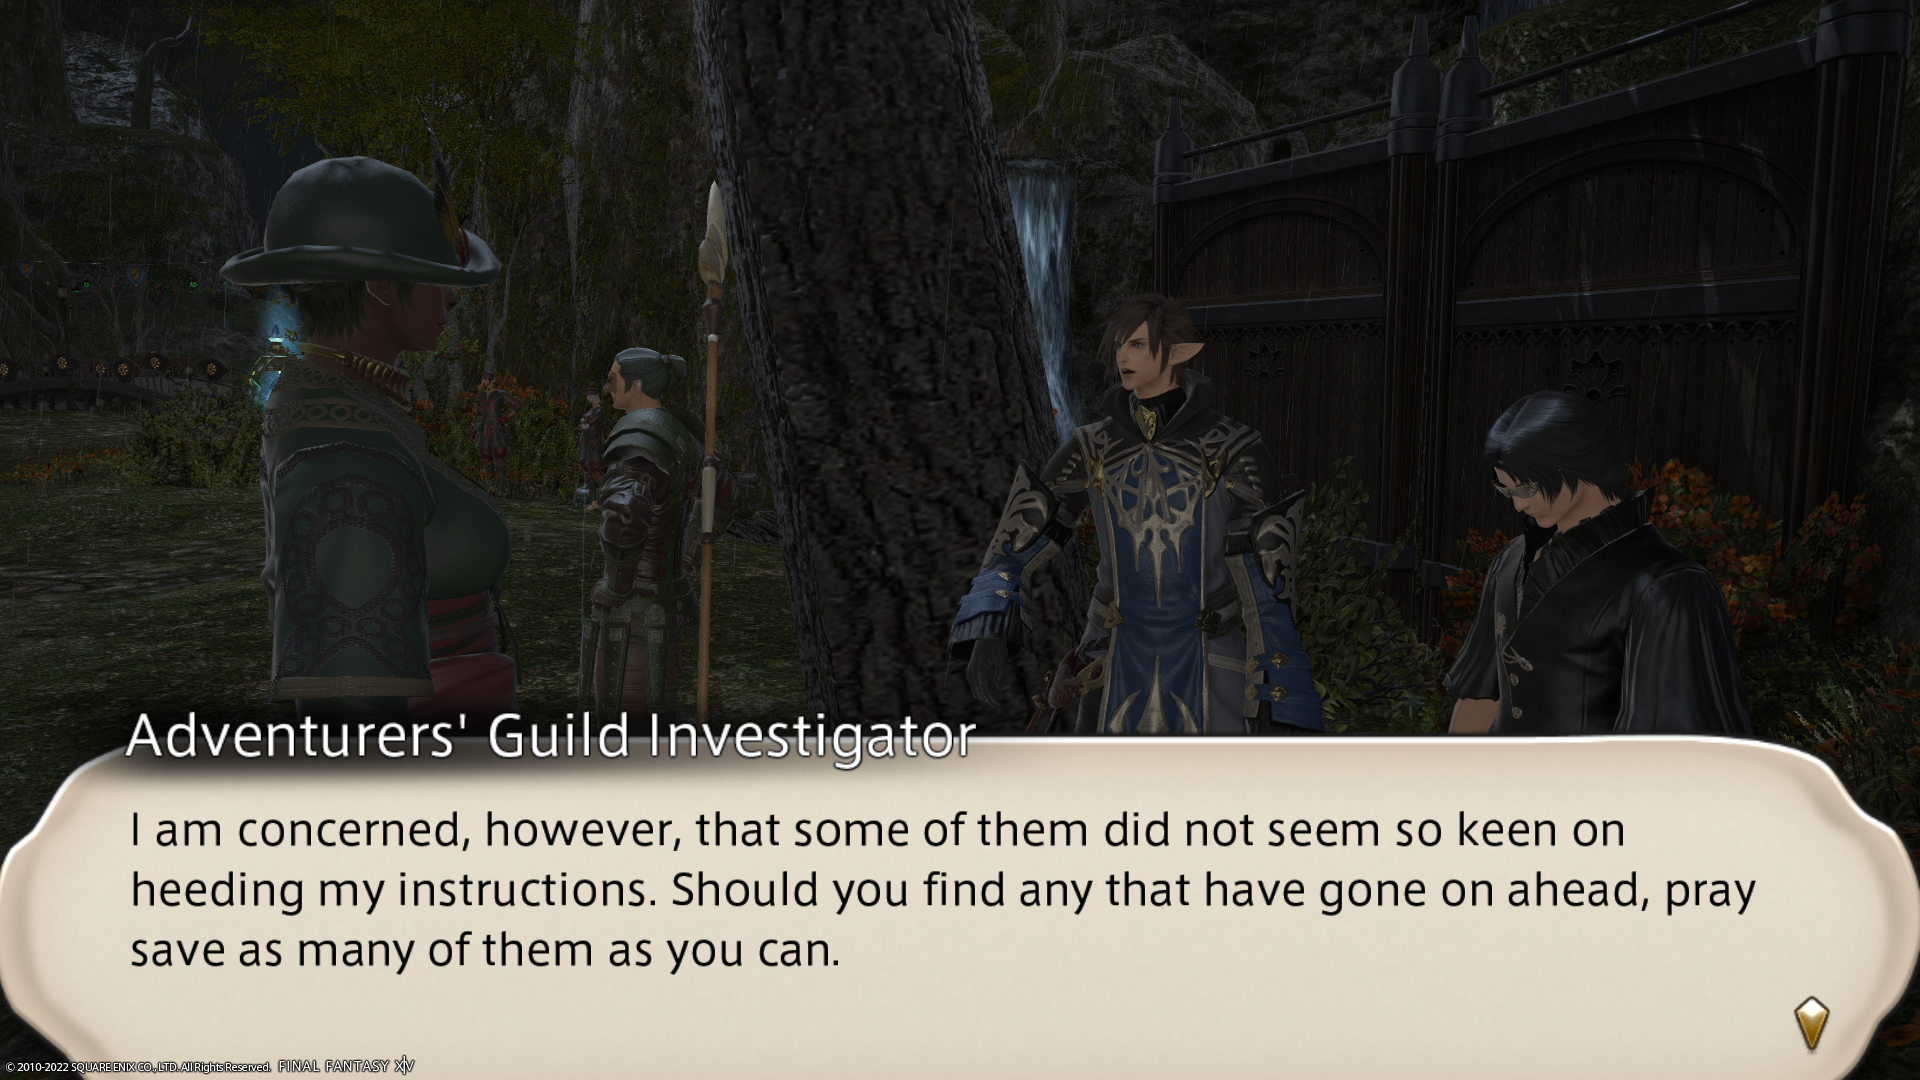 Adventurers' Guild Investigator
I am concerned, however, that some of them did not seem so keen on
heeding my instructions. Should you find any that have gone on ahead, pray
save as many of them as you can.
© 2010-2022 SQUARE ENIX CO., LTD. All Rights Reserved. FINAL FANTASY XIV